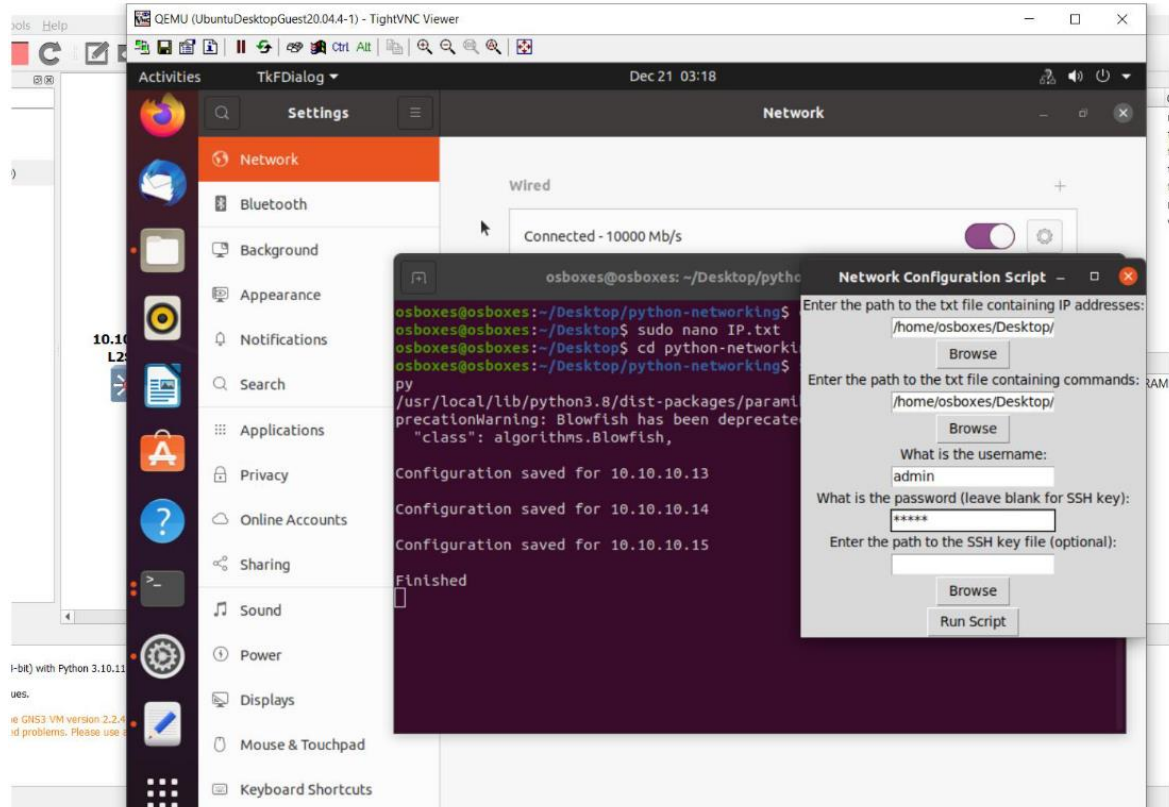 ools Help
QEMU (UbuntuDesktopGuest20.04.4-1) - TightVNC Viewer
Ctrl Alt
Activities TkFDialog Dec 21 03:18
Settings Network
Network
Bluetooth
Background
Appearance
Notifications
Search
Applications
Privacy
Online Accounts
Sharing
Sound
Power
Displays
Mouse & Touchpad
Keyboard Shortcuts
Wired
Connected - 10000 Mb/s
osboxes@osboxes: ~/Desktop/pytho
osboxes@osboxes:~/Desktop/python-networking$
osboxes@osboxes:~/Desktop$ sudo nano IP.txt
osboxes@osboxes:~/Desktop$ cd python-networki
osboxes@osboxes:~/Desktop/python-networking$
py
/usr/local/lib/python3.8/dist-packages/parami
precationWarning: Blowfish has been deprecate
"class": algorithms.Blowfish,
Configuration saved for 10.10.10.13
Configuration saved for 10.10.10.14
Configuration saved for 10.10.10.15
Finished
Network Configuration Script
Enter the path to the txt file containing IP addresses:
/home/osboxes/Desktop/
Browse
Enter the path to the txt file containing commands:
/home/osboxes/Desktop/
Browse
What is the username:
admin
What is the password (leave blank for SSH key):
*****
Enter the path to the SSH key file (optional):
Browse
Run Script
10.10
L2S
RAM
-bit) with Python 3.10.11
ues.
e GNS3 VM version 2.2.4
ed problems. Please use a